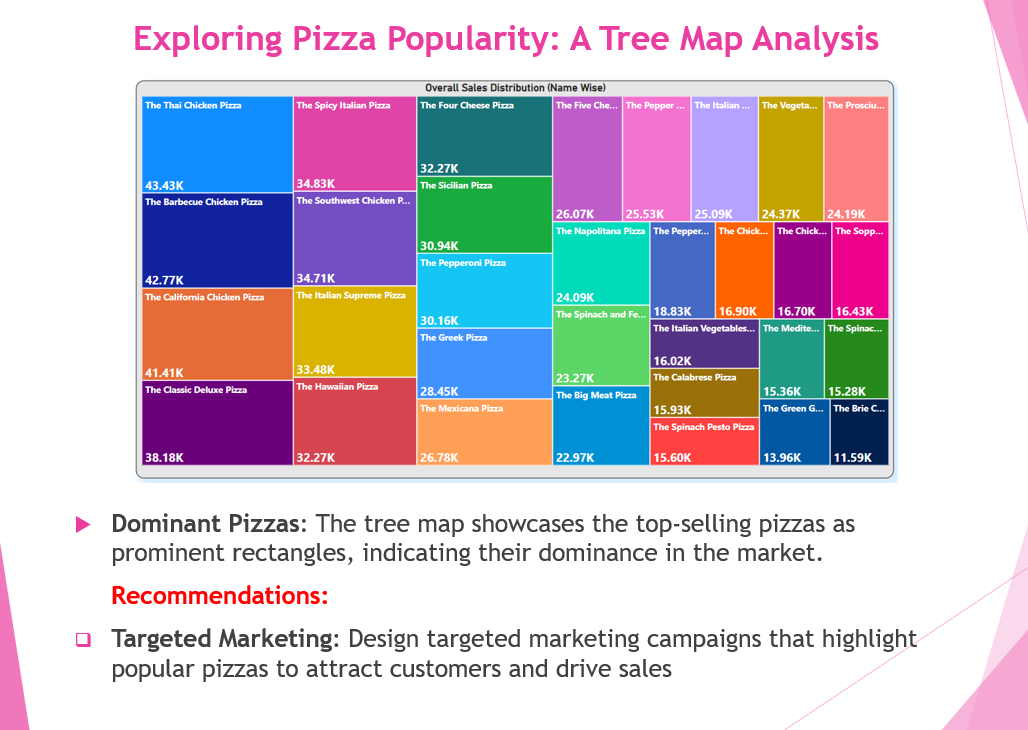 Exploring Pizza Popularity: A Tree Map Analysis
Overall Sales Distribution (Name Wise)
The Thai Chicken Pizza
43.43K
The Barbecue Chicken Pizza
42.77K
The California Chicken Pizza
41.41K
The Classic Deluxe Pizza
38.18K
The Spicy Italian Pizza
34.83K
The Southwest Chicken P...
34.71K
The Italian Supreme Pizza
33.48K
The Hawaiian Pizza
32.27K
The Four Cheese Pizza
32.27K
The Sicilian Pizza
30.94K
The Pepperoni Pizza
30.16K
The Greek Pizza
28.45K
The Mexicana Pizza
26.78K
The Five Che...
26.07K
The Pepper ...
25.53K
The Italian ...
25.09K
The Vegeta...
24.37K
The Prosciu...
24.19K
The Napolitana Pizza
24.09K
The Spinach and Fe...
23.27K
The Big Meat Pizza
22.97K
The Pepper...
18.83K
The Chick...
16.90K
The Chick...
16.70K
The Sopp...
16.43K
The Italian Vegetables...
16.02K
The Calabrese Pizza
15.93K
The Spinach Pesto Pizza
15.60K
The Medite...
15.36K
The Spinac...
15.28K
The Green G...
13.96K
The Brie C...
11.59K
Dominant Pizzas: The tree map showcases the top-selling pizzas as
prominent rectangles, indicating their dominance in the market.
Recommendations:
Targeted Marketing: Design targeted marketing campaigns that highlight
popular pizzas to attract customers and drive sales